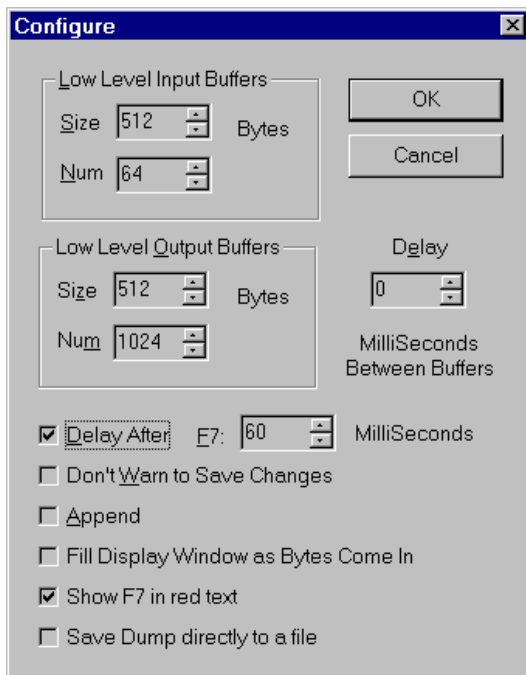 Configure
Low Level Input Buffers
Size 512 Bytes
Num 64
OK
Cancel
Low Level Output Buffers
Size 512 Bytes
Num 1024
Delay
0
MilliSeconds
Between Buffers
Delay After F7: 60 MilliSeconds
Don't Warn to Save Changes
Append
Fill Display Window as Bytes Come In
Show F7 in red text
Save Dump directly to a file